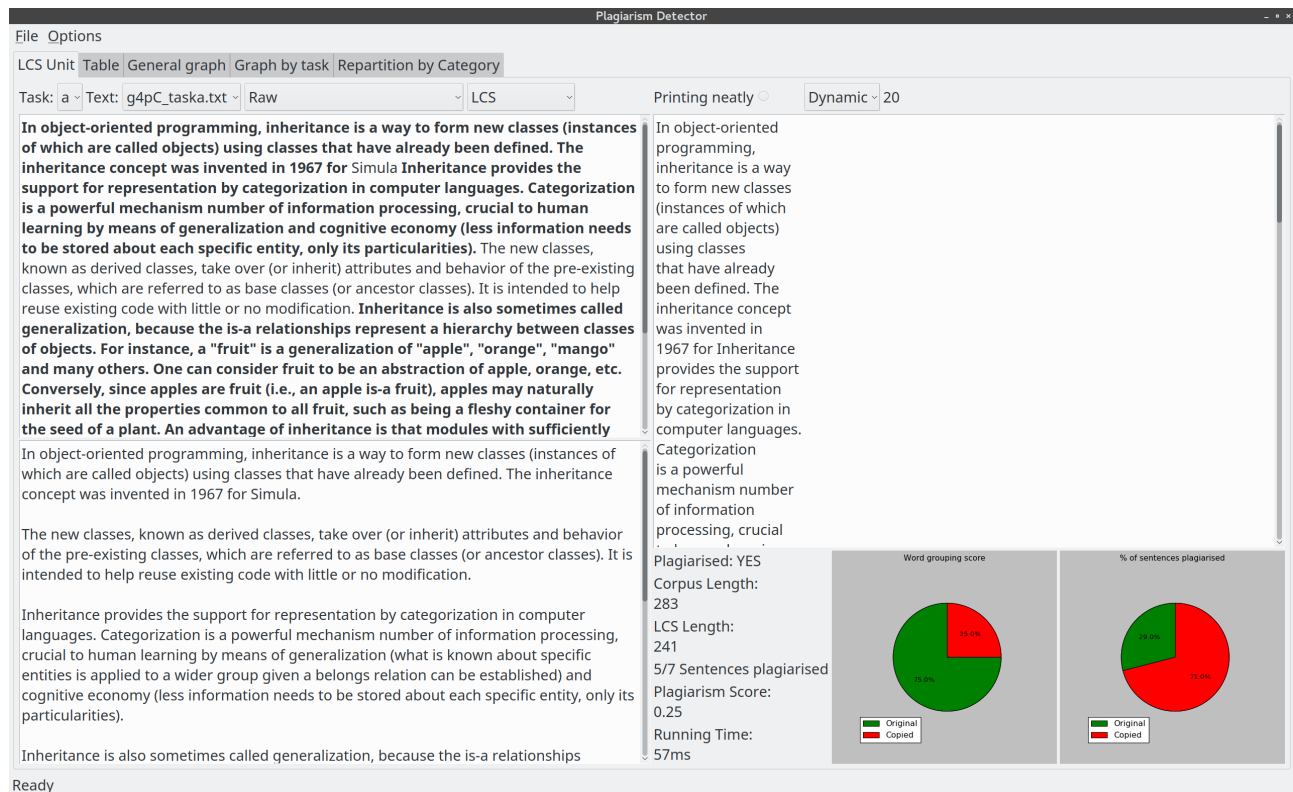 Plagiarism Detector
File Options
LCS Unit Table General graph Graph by task Repartition by Category
Task: a Text: g4pC_taska.txt Raw LCS Printing neatly Dynamic 20
In object-oriented programming, inheritance is a way to form new classes (instances
of which are called objects) using classes that have already been defined. The
inheritance concept was invented in 1967 for Simula Inheritance provides the
support for representation by categorization in computer languages. Categorization
is a powerful mechanism number of information processing, crucial to human
learning by means of generalization and cognitive economy (less information needs
to be stored about each specific entity, only its particularities). The new classes,
known as derived classes, take over (or inherit) attributes and behavior of the pre-existing
classes, which are referred to as base classes (or ancestor classes). It is intended to help
reuse existing code with little or no modification. Inheritance is also sometimes called
generalization, because the is-a relationships represent a hierarchy between classes
of objects. For instance, a "fruit" is a generalization of "apple", "orange", "mango"
and many others. One can consider fruit to be an abstraction of apple, orange, etc.
Conversely, since apples are fruit (i.e., an apple is-a fruit), apples may naturally
inherit all the properties common to all fruit, such as being a fleshy container for
the seed of a plant. An advantage of inheritance is that modules with sufficiently
In object-oriented programming, inheritance is a way to form new classes (instances of
which are called objects) using classes that have already been defined. The inheritance
concept was invented in 1967 for Simula.
The new classes, known as derived classes, take over (or inherit) attributes and behavior
of the pre-existing classes, which are referred to as base classes (or ancestor classes). It is
intended to help reuse existing code with little or no modification.
Inheritance provides the support for representation by categorization in computer
languages. Categorization is a powerful mechanism number of information processing,
crucial to human learning by means of generalization (what is known about specific
entities is applied to a wider group given a belongs relation can be established) and
cognitive economy (less information needs to be stored about each specific entity, only its
particularities).
Inheritance is also sometimes called generalization, because the is-a relationships
In object-oriented
programming,
inheritance is a way
to form new classes
(instances of which
are called objects)
using classes
that have already
been defined. The
inheritance concept
was invented in
1967 for Inheritance
provides the support
for representation
by categorization in
computer languages.
Categorization
is a powerful
mechanism number
of information
processing, crucial
Plagiarised: YES
Corpus Length:
283
LCS Length:
241
5/7 Sentences plagiarised
Plagiarism Score:
0.25
Running Time:
57ms
Word grouping score
25.0%
75.0%
Original
Copied
% of sentences plagiarised
29.0%
71.0%
Original
Copied
Ready